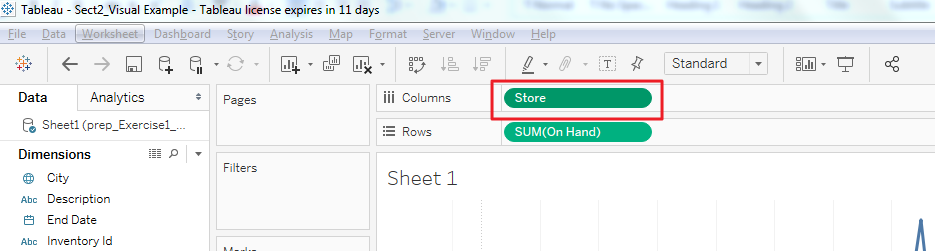 Tableau - Sect2_Visual Example - Tableau license expires in 11 days
File Data Worksheet Dashboard Story Analysis Map Format Server Window Help
Standard
Data Analytics
Sheet1 (prep_Exercise1_...
Dimensions
City
Description
End Date
Inventory Id
Pages
Filters
Marks
Columns Store
Rows SUM(On Hand)
Sheet 1